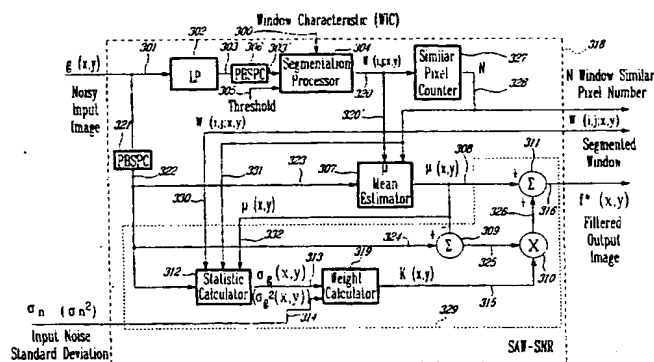 Window Characteristic (WIC)
300
302
318
g (x,y)
301
LP
303
306
303'
PBSPC
Segmentation
Processor
304
W (i,j;x,y)
320
Similar
Pixel
Counter
327
N
328
Noisy
Input
Image
305
Threshold
320'
N Window Similar
Pixel Number
W (i,j;x,y)
Segmented
Window
321
PBSPC
322
323
330
331
307
μ
Mean
Estimator
μ (x,y)
308
311
Σ
+
+
316
f* (x,y)
Filtered
Output
Image
326
μ (x,y)
332
324
+
-
Σ
309
325
X
310
312
Statistic
Calculator
σg (x,y)
313
(σg² (x,y))
319
Weight
Calculator
K (x,y)
315
314
329
σn (σn²)
Input Noise
Standard Deviation
SAW-SNR